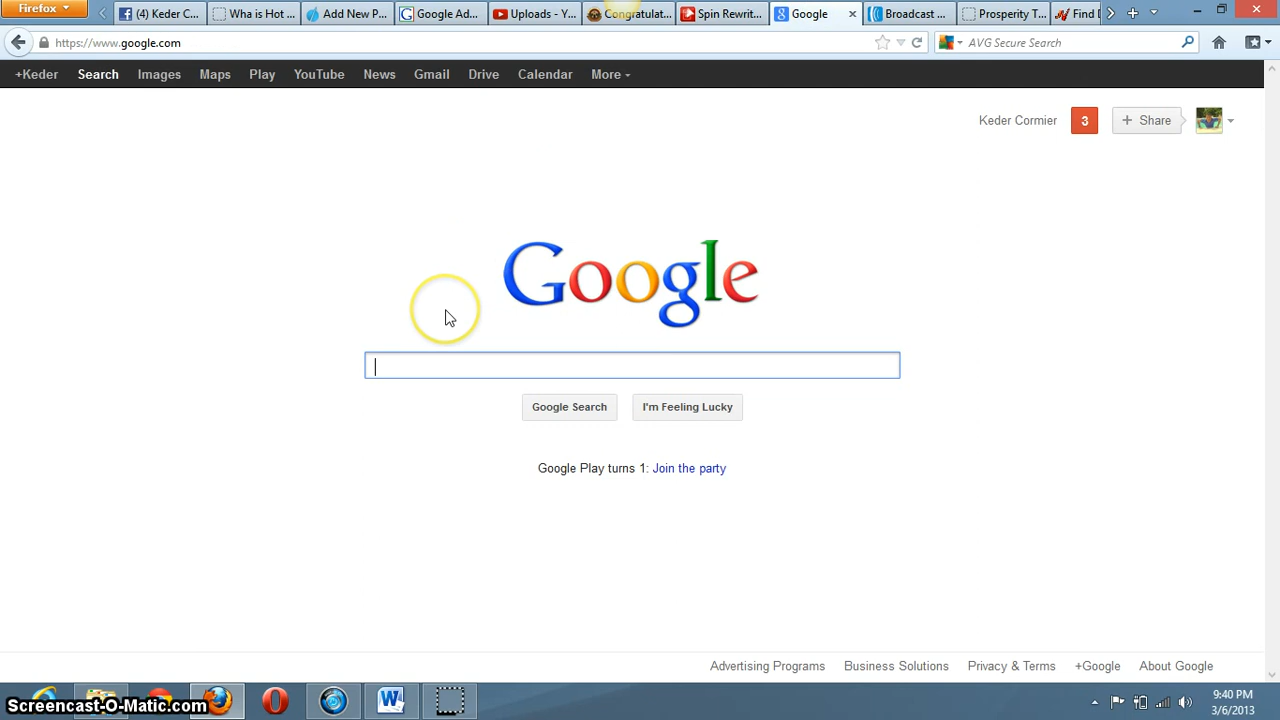 Firefox
(4) Keder C...
Wha is Hot ...
Add New P...
Google Ad...
Uploads - Y...
Congratulat...
Spin Rewrit...
Google
Broadcast ...
Prosperity T...
Find
https://www.google.com
AVG Secure Search
+Keder Search Images Maps Play YouTube News Gmail Drive Calendar More
Keder Cormier 3 + Share
Google
Google Search I'm Feeling Lucky
Google Play turns 1: Join the party
Advertising Programs Business Solutions Privacy & Terms +Google About Google
Screencast-O-Matic.com
9:40 PM
3/6/2013